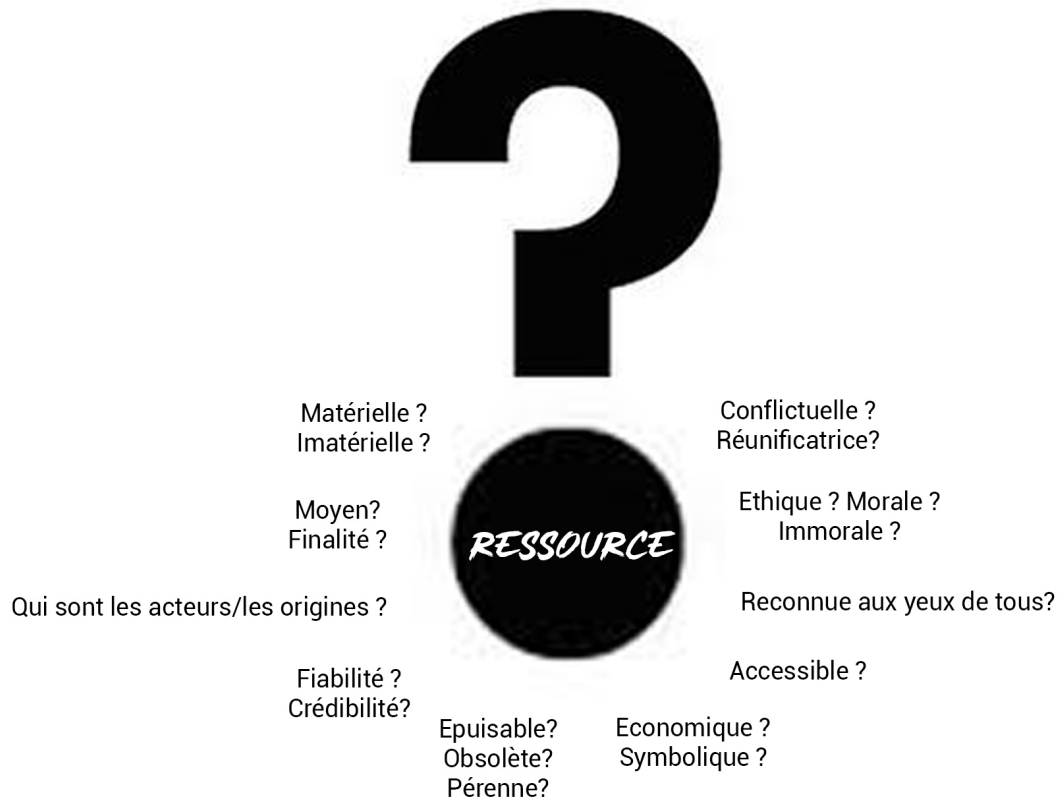 ?
Matérielle ?
Imatérielle ?
Conflictuelle ?
Réunificatrice?
Moyen?
Finalité ?
Ethique ? Morale ?
Immorale ?
RESSOURCE
Qui sont les acteurs/les origines ?
Reconnue aux yeux de tous?
Fiabilité ?
Crédibilité?
Accessible ?
Epuisable?
Obsolète?
Pérenne?
Economique ?
Symbolique ?